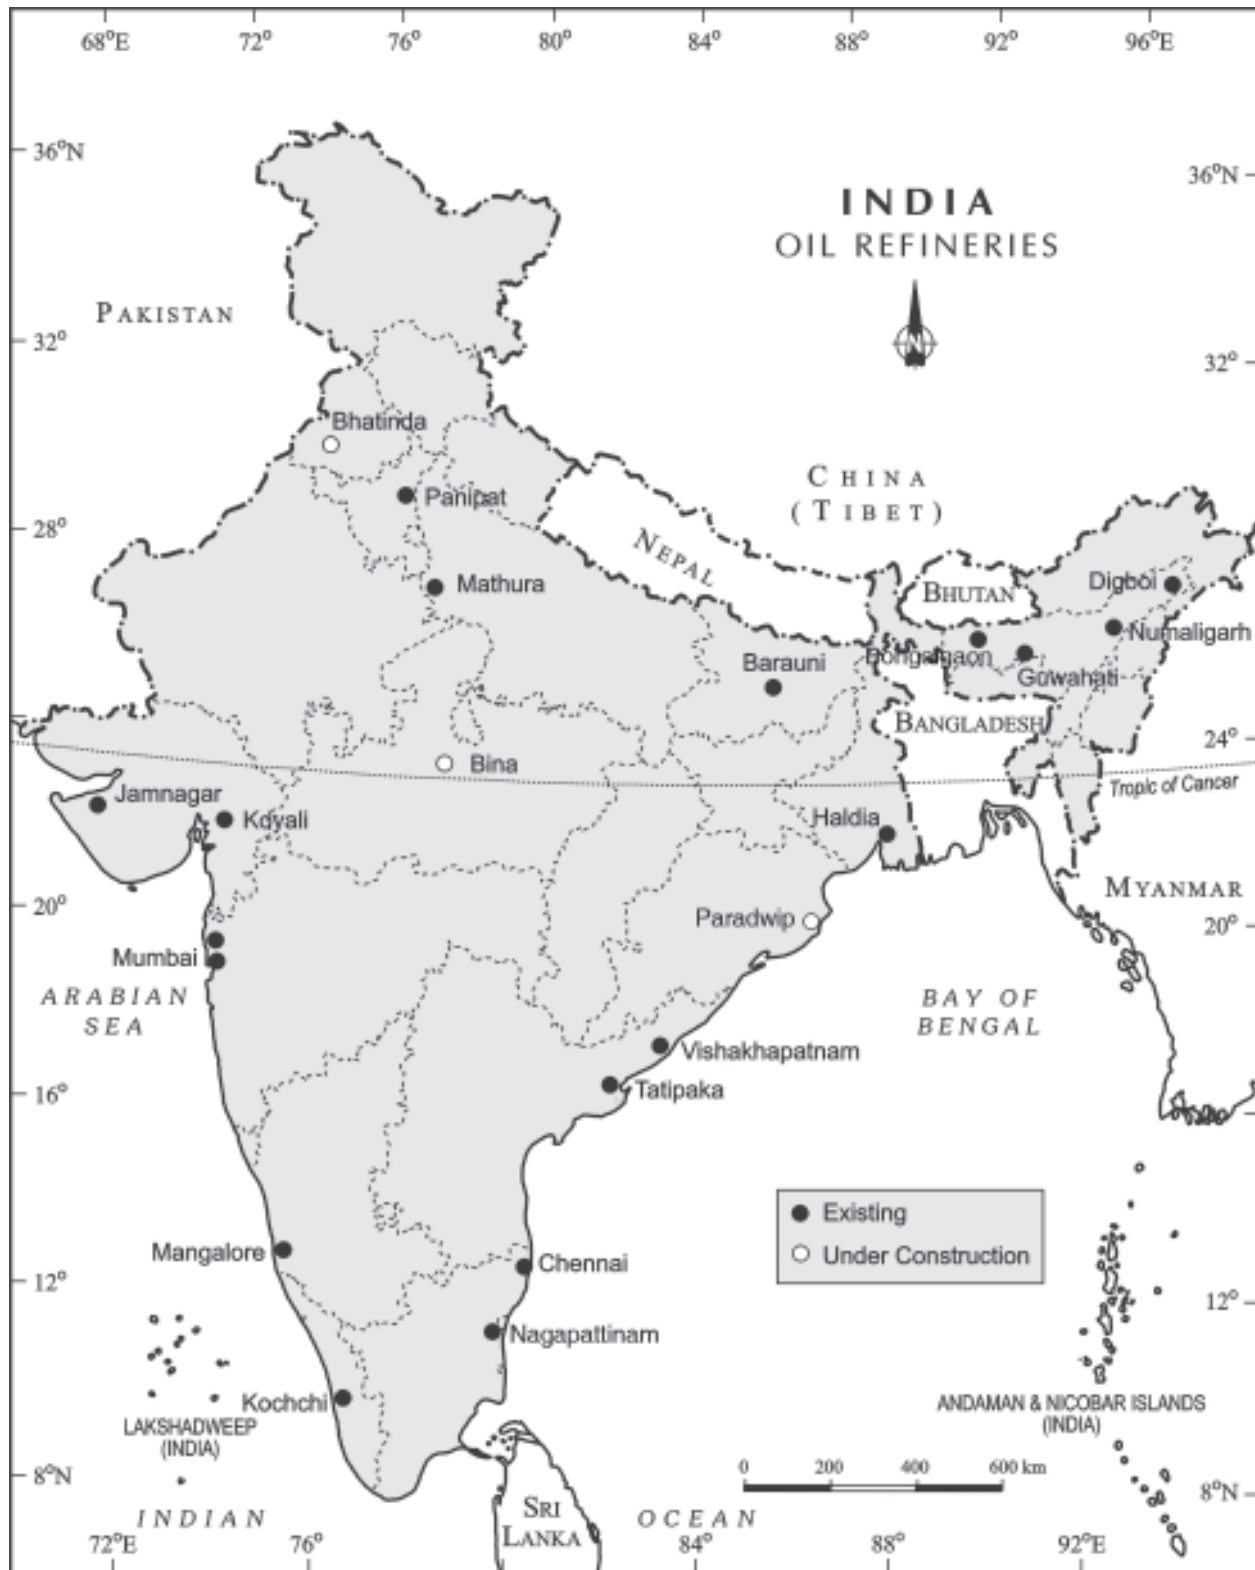 68°E 72° 76° 80° 84° 88° 92° 96°E
36°N
36°N
INDIA
OIL REFINERIES
N
PAKISTAN
32°
32°
Bhatinda
CHINA
(TIBET)
Panipat
28°
28°
NEPAL
Mathura
BHUTAN
Digboi
Numaligarh
Bongaigaon
Guwahati
Barauni
BANGLADESH
24°
Bina
Tropic of Cancer
Jamnagar
Koyali
Haldia
MYANMAR
20°
20°
Paradwip
Mumbai
ARABIAN
SEA
BAY OF
BENGAL
Vishakhapatnam
Tatipaka
16°
Existing
Under Construction
Mangalore
Chennai
12°
12°
Nagapattinam
Kochchi
LAKSHADWEEP
(INDIA)
ANDAMAN & NICOBAR ISLANDS
(INDIA)
0 200 400 600 km
8°N
8°N
SRI
LANKA
INDIAN OCEAN
72°E 76° 84° 88° 92°E